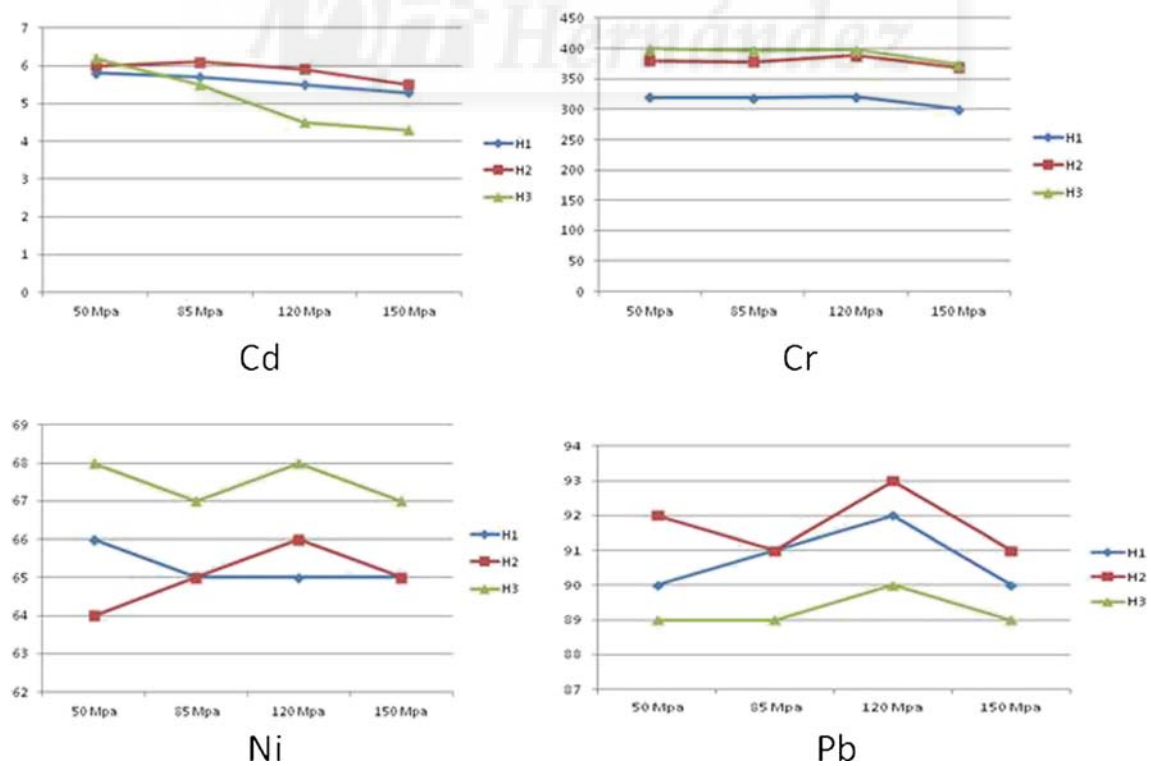 Hernández
7
6
5
4
3
2
1
0
50 Mpa
85 Mpa
120 Mpa
150 Mpa
H1
H2
H3
Cd
450
400
350
300
250
200
150
100
50
0
50 Mpa
85 Mpa
120 Mpa
150 Mpa
H1
H2
H3
Cr
69
68
67
66
65
64
63
62
50 Mpa
85 Mpa
120 Mpa
150 Mpa
H1
H2
H3
Ni
94
93
92
91
90
89
88
87
50 Mpa
85 Mpa
120 Mpa
150 Mpa
H1
H2
H3
Pb